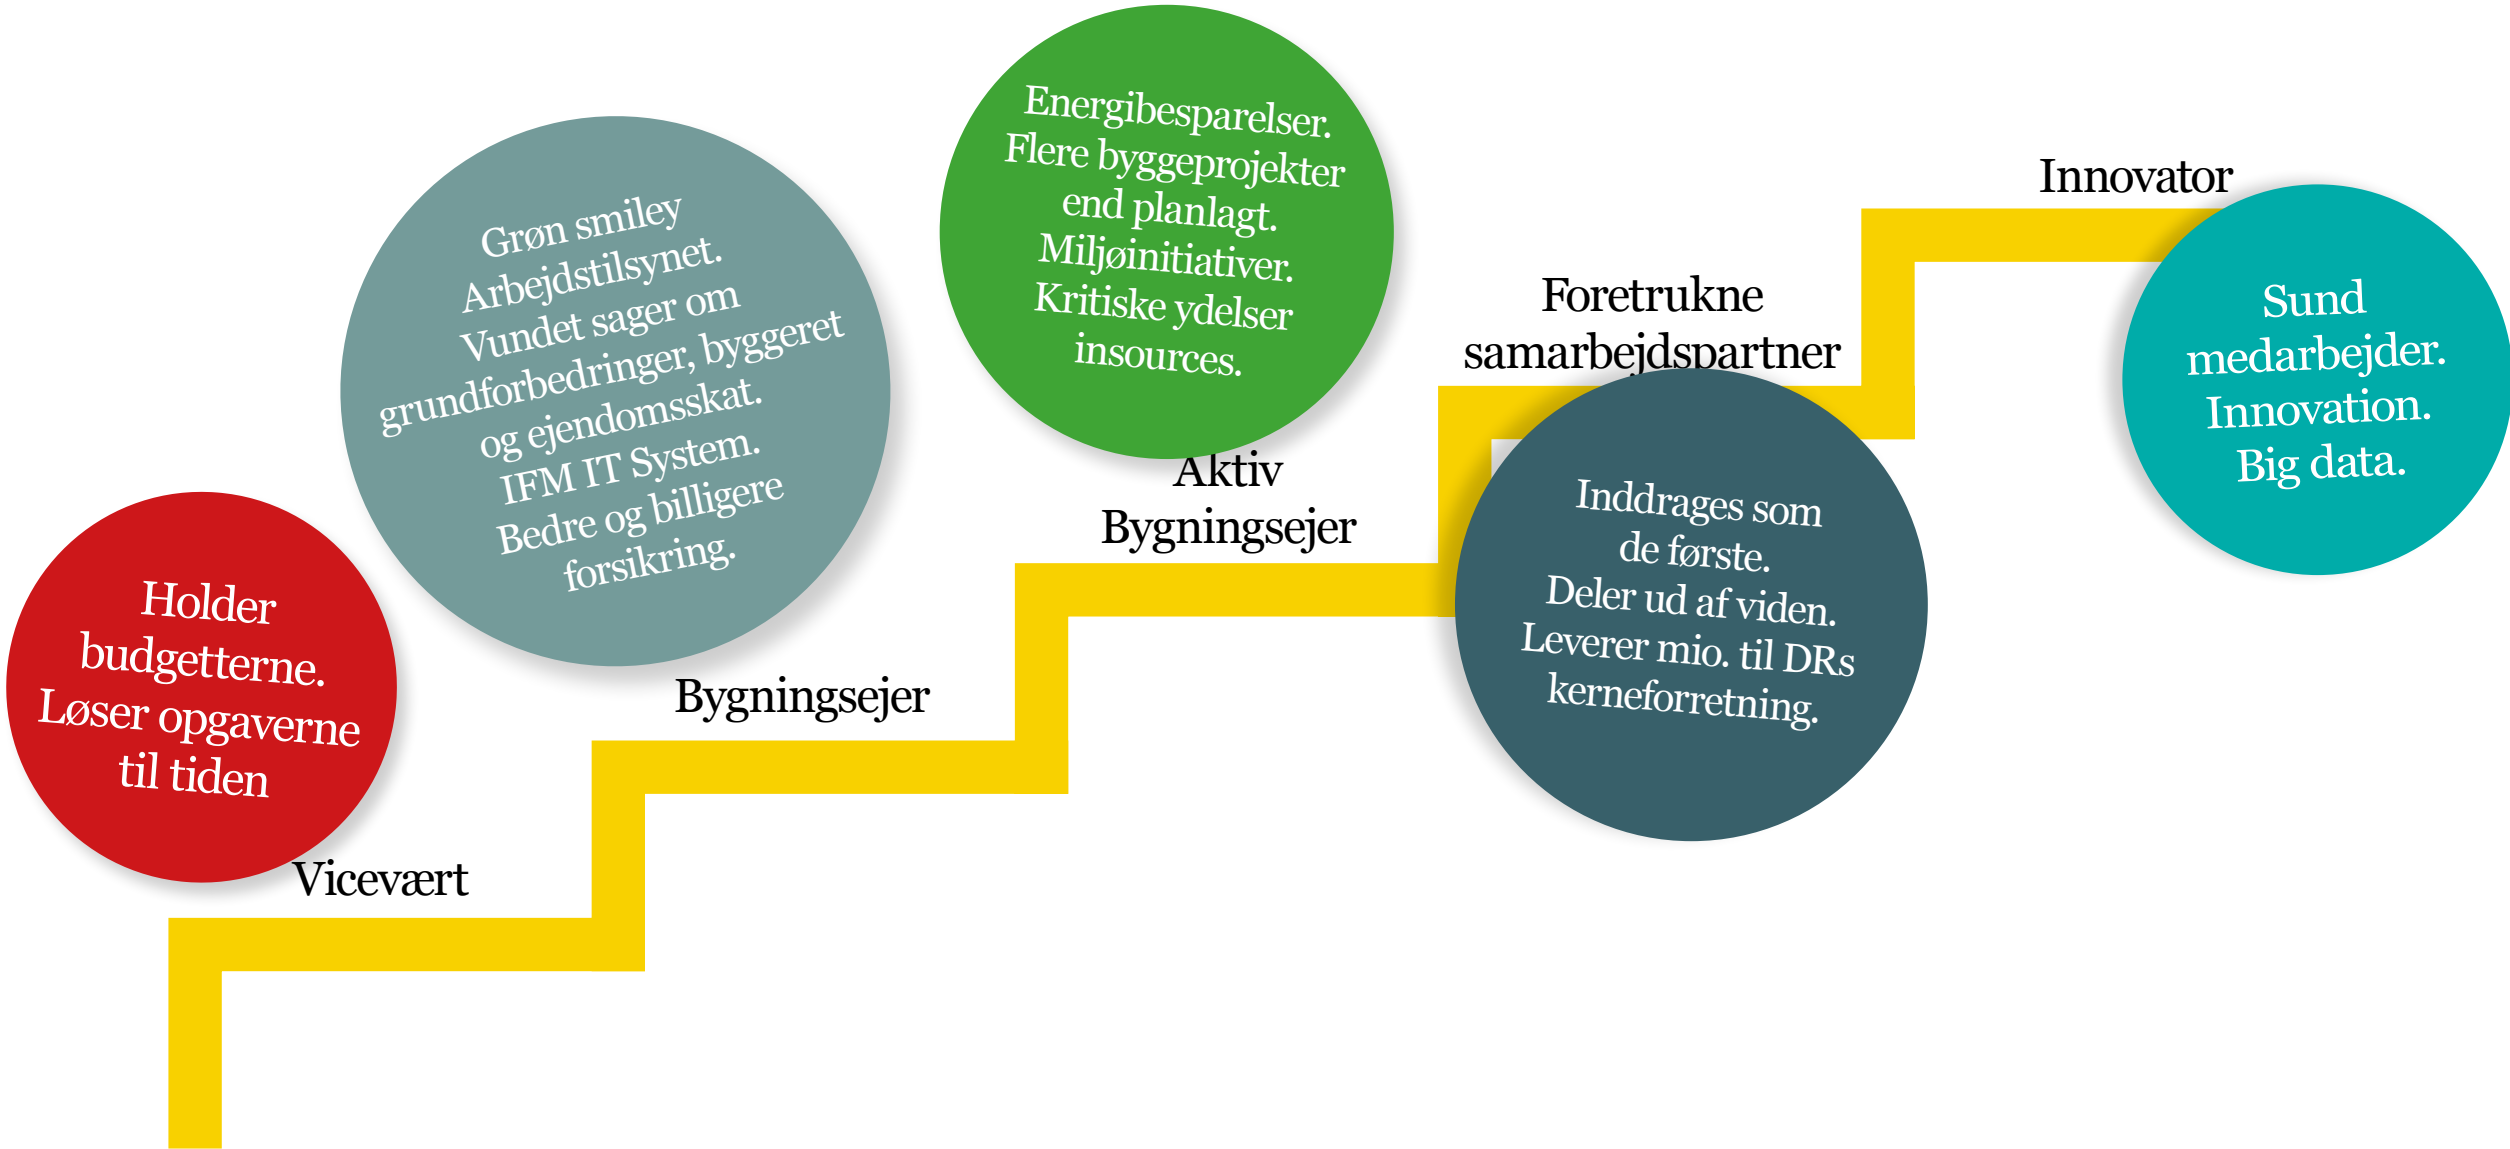 Holder
budgetterne.
Løser opgaverne
til tiden
Vicevært
Grøn smiley
Arbejdstilsynet.
Vundet sager om
grundforbedringer, byggeret
og ejendomsskat.
IFM IT System.
Bedre og billigere
forsikring.
Bygningsejer
Energibesparelser.
Flere byggeprojekter
end planlagt.
Miljøinitiativer.
Kritiske ydelser
insources.
Aktiv
Bygningsejer
Foretrukne
samarbejdspartner
Inddrages som
de første.
Deler ud af viden.
Leverer mio. til DRs
kerneforretning.
Innovator
Sund
medarbejder.
Innovation.
Big data.